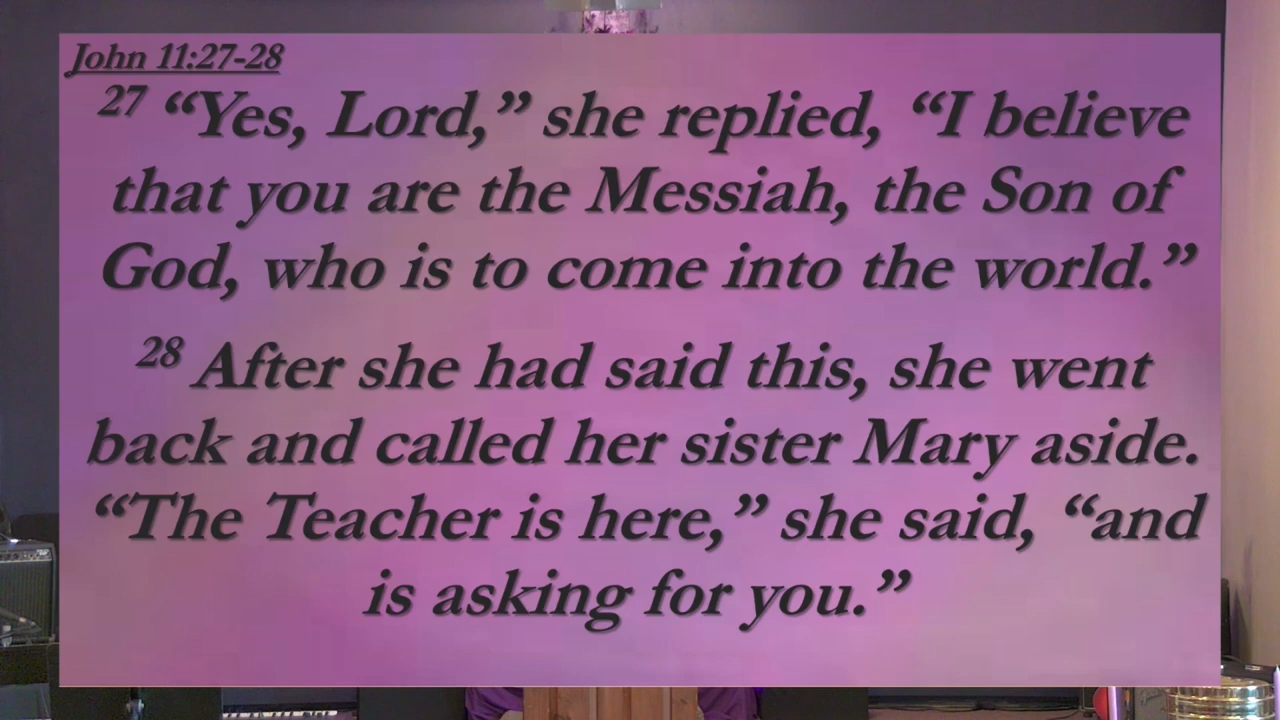 John 11:27-28
27 “Yes, Lord,” she replied, “I believe
that you are the Messiah, the Son of
God, who is to come into the world.”
28 After she had said this, she went
back and called her sister Mary aside.
“The Teacher is here,” she said, “and
is asking for you.”